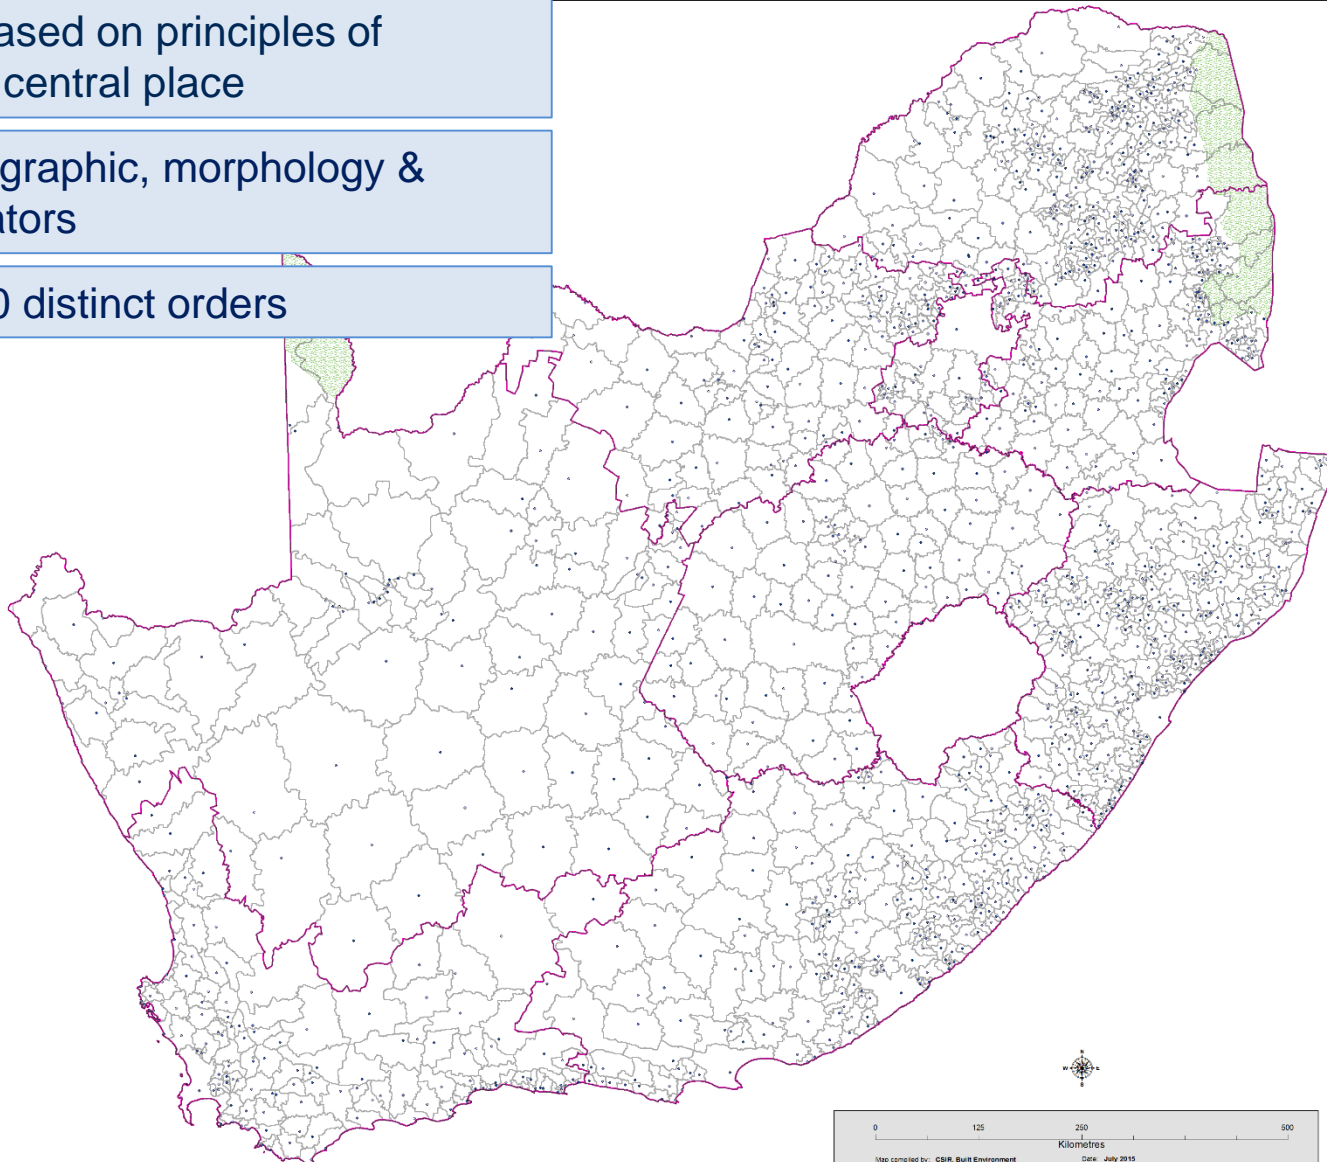 ased on principles of
central place
graphic, morphology &
ators
0 distinct orders
N
W E
S
0 125 250 500
Kilometres
Map compiled by: CSIR, Built Environment Date: July 2015